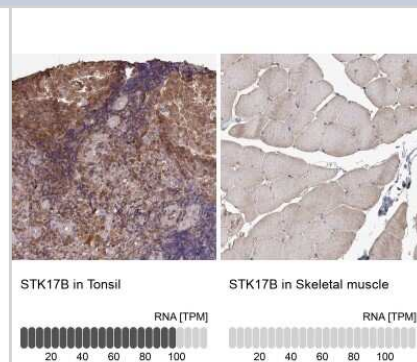 STK17B in Tonsil
STK17B in Skeletal muscle
RNA [TPM]
RNA [TPM]
20 40 60 80 100
20 40 60 80 100